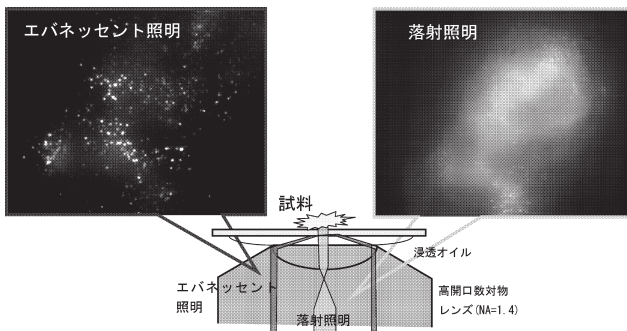 エバネッセント照明
落射照明
試料
浸透オイル
エバネッセント
照明
高開口数対物
レンズ(NA=1.4)
落射照明